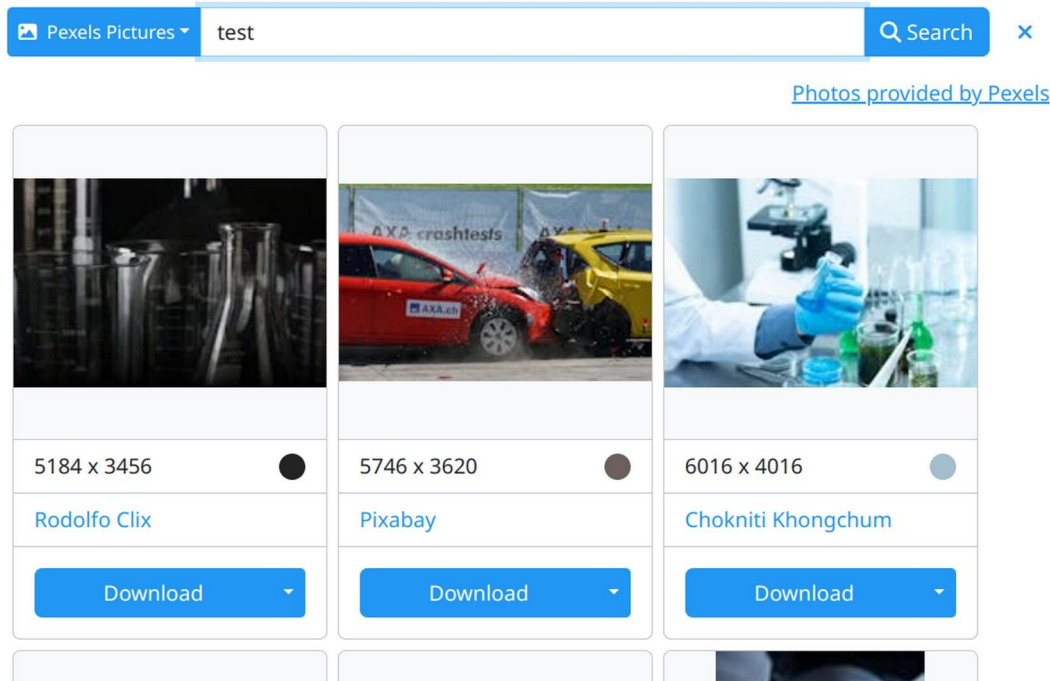 Pexels Pictures
test
Search
Photos provided by Pexels
AXA crashtests
AXA.ch
5184 x 3456
5746 x 3620
6016 x 4016
Rodolfo Clix
Pixabay
Chokniti Khongchum
Download
Download
Download